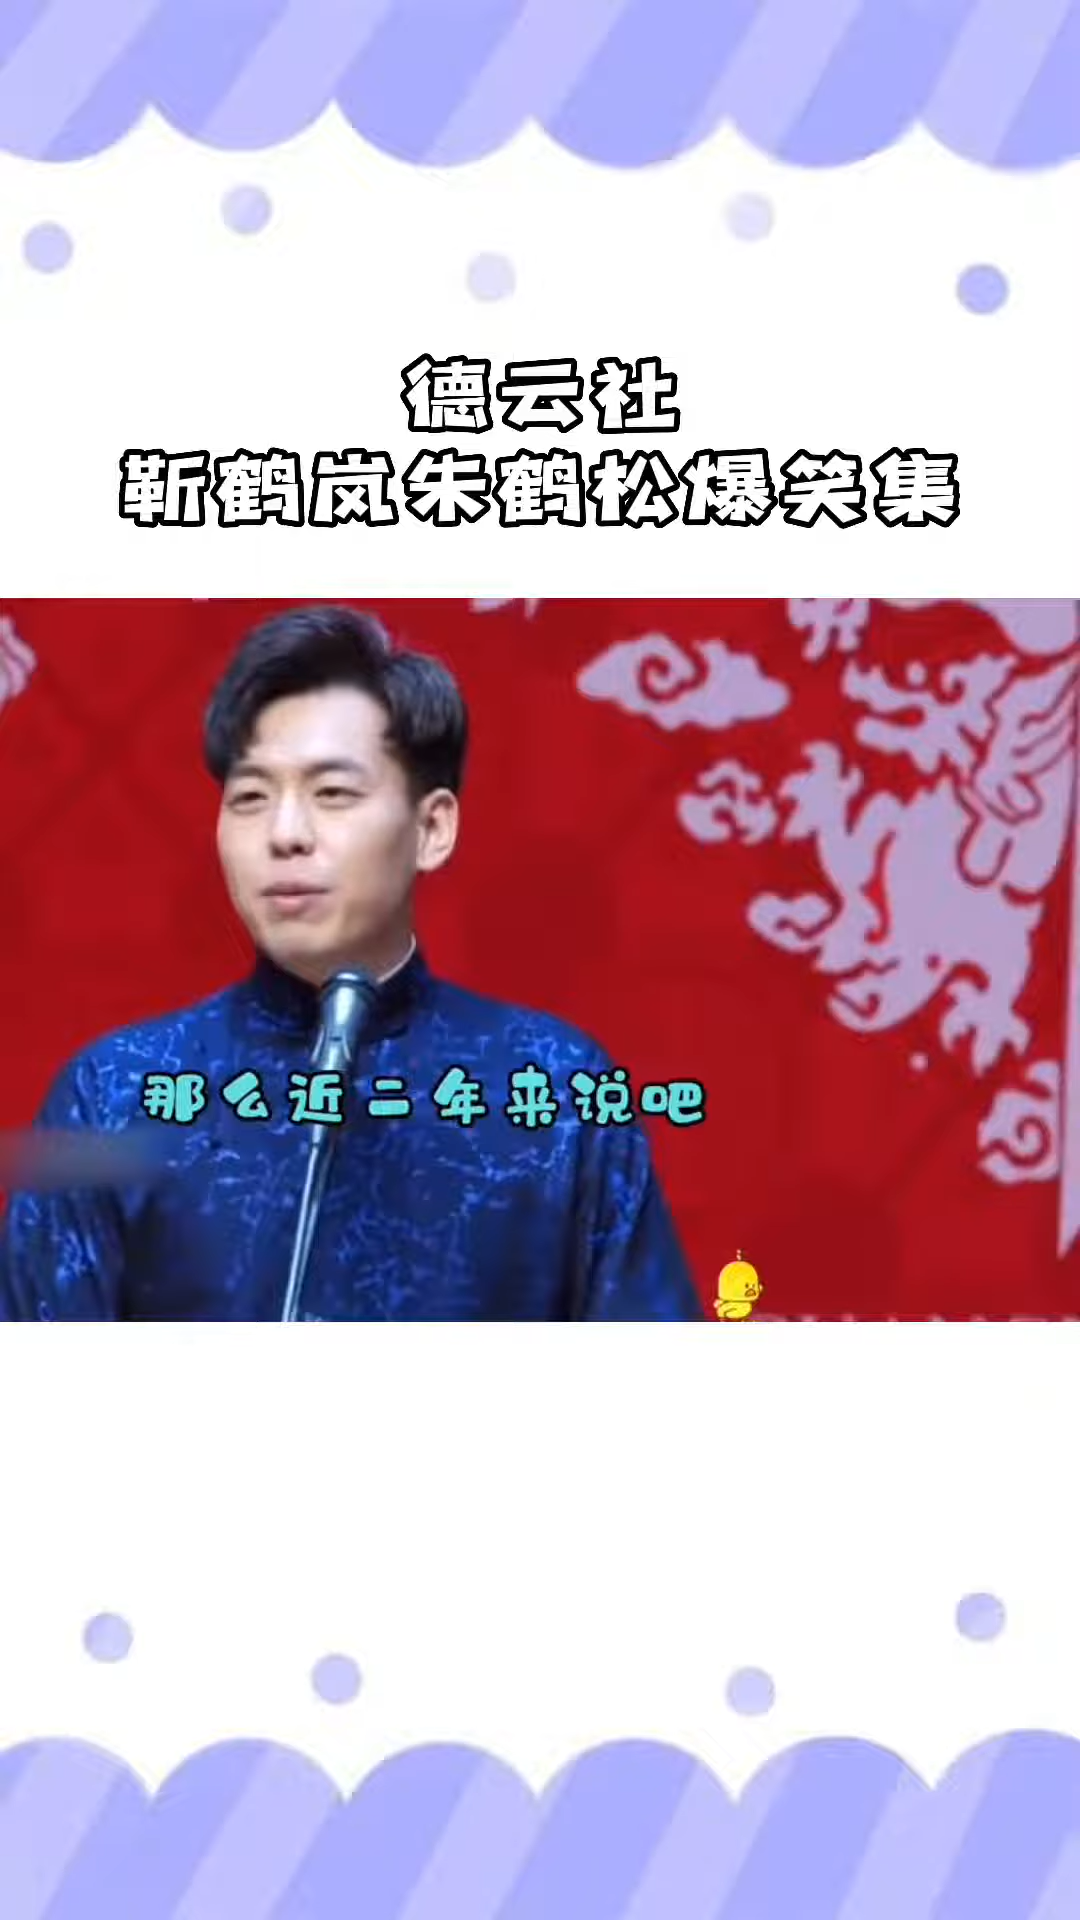 德云社
靳鹤岚朱鹤松爆笑集
那么近二年来说吧